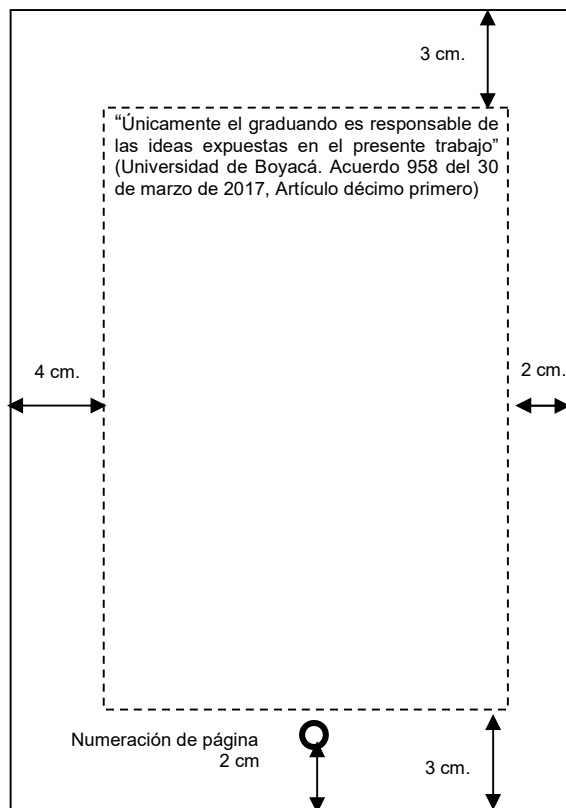 3 cm.
“Únicamente el graduando es responsable de
las ideas expuestas en el presente trabajo”
(Universidad de Boyacá. Acuerdo 958 del 30
de marzo de 2017, Artículo décimo primero)
4 cm.
2 cm.
Numeración de página
2 cm
3 cm.